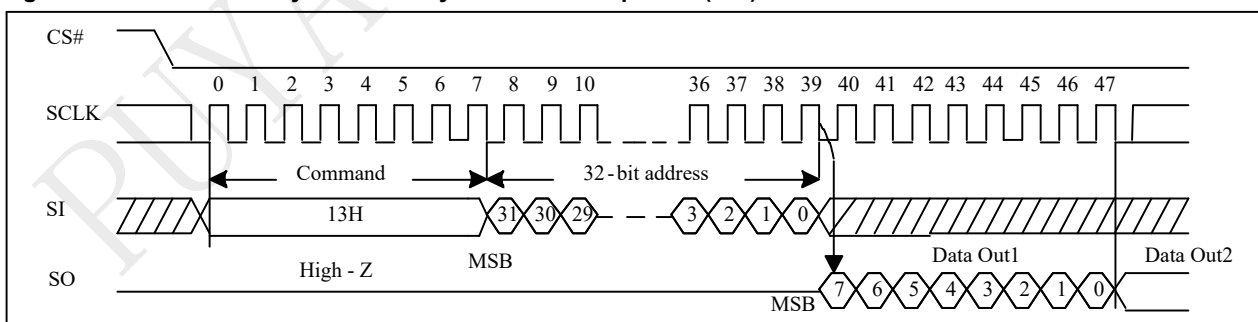 CS#
0 1 2 3 4 5 6 7 8 9 10 36 37 38 39 40 41 42 43 44 45 46 47
SCLK
Command 32-bit address
SI 13H 31 30 29 3 2 1 0
High - Z MSB Data Out1 Data Out2
SO MSB 7 6 5 4 3 2 1 0
PUYA